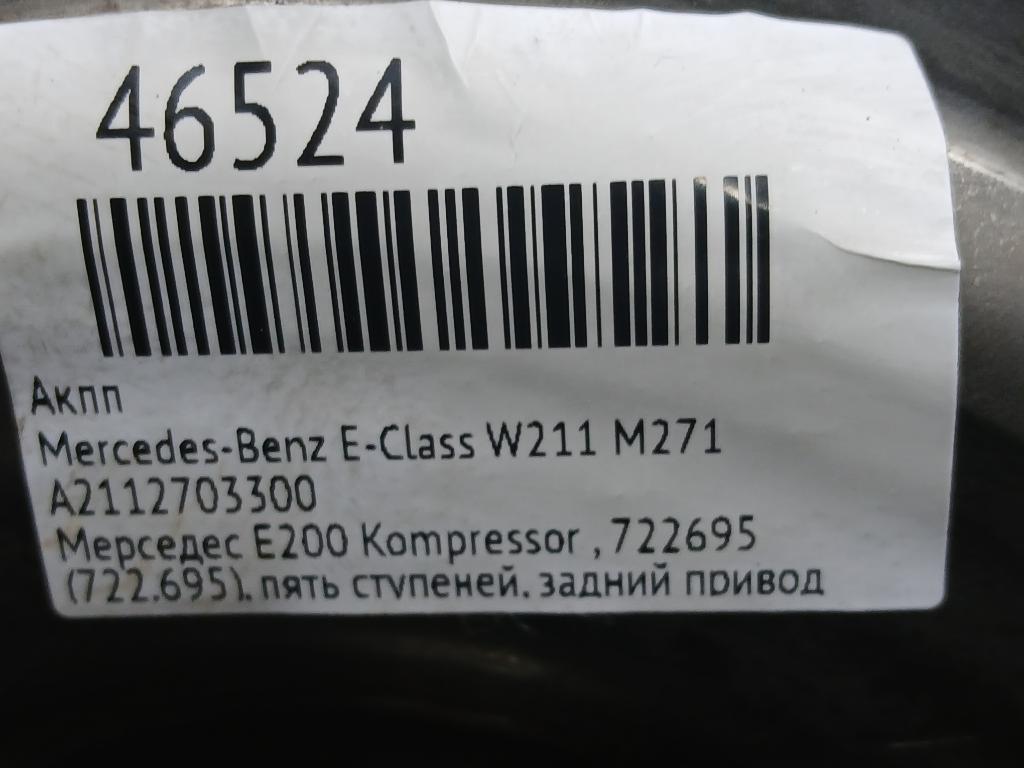 46524
Акпп
Mercedes-Benz E-Class W211 M271
A2112703300
Мерседес E200 Kompressor , 722695
(722.695), пять ступеней, задний привод